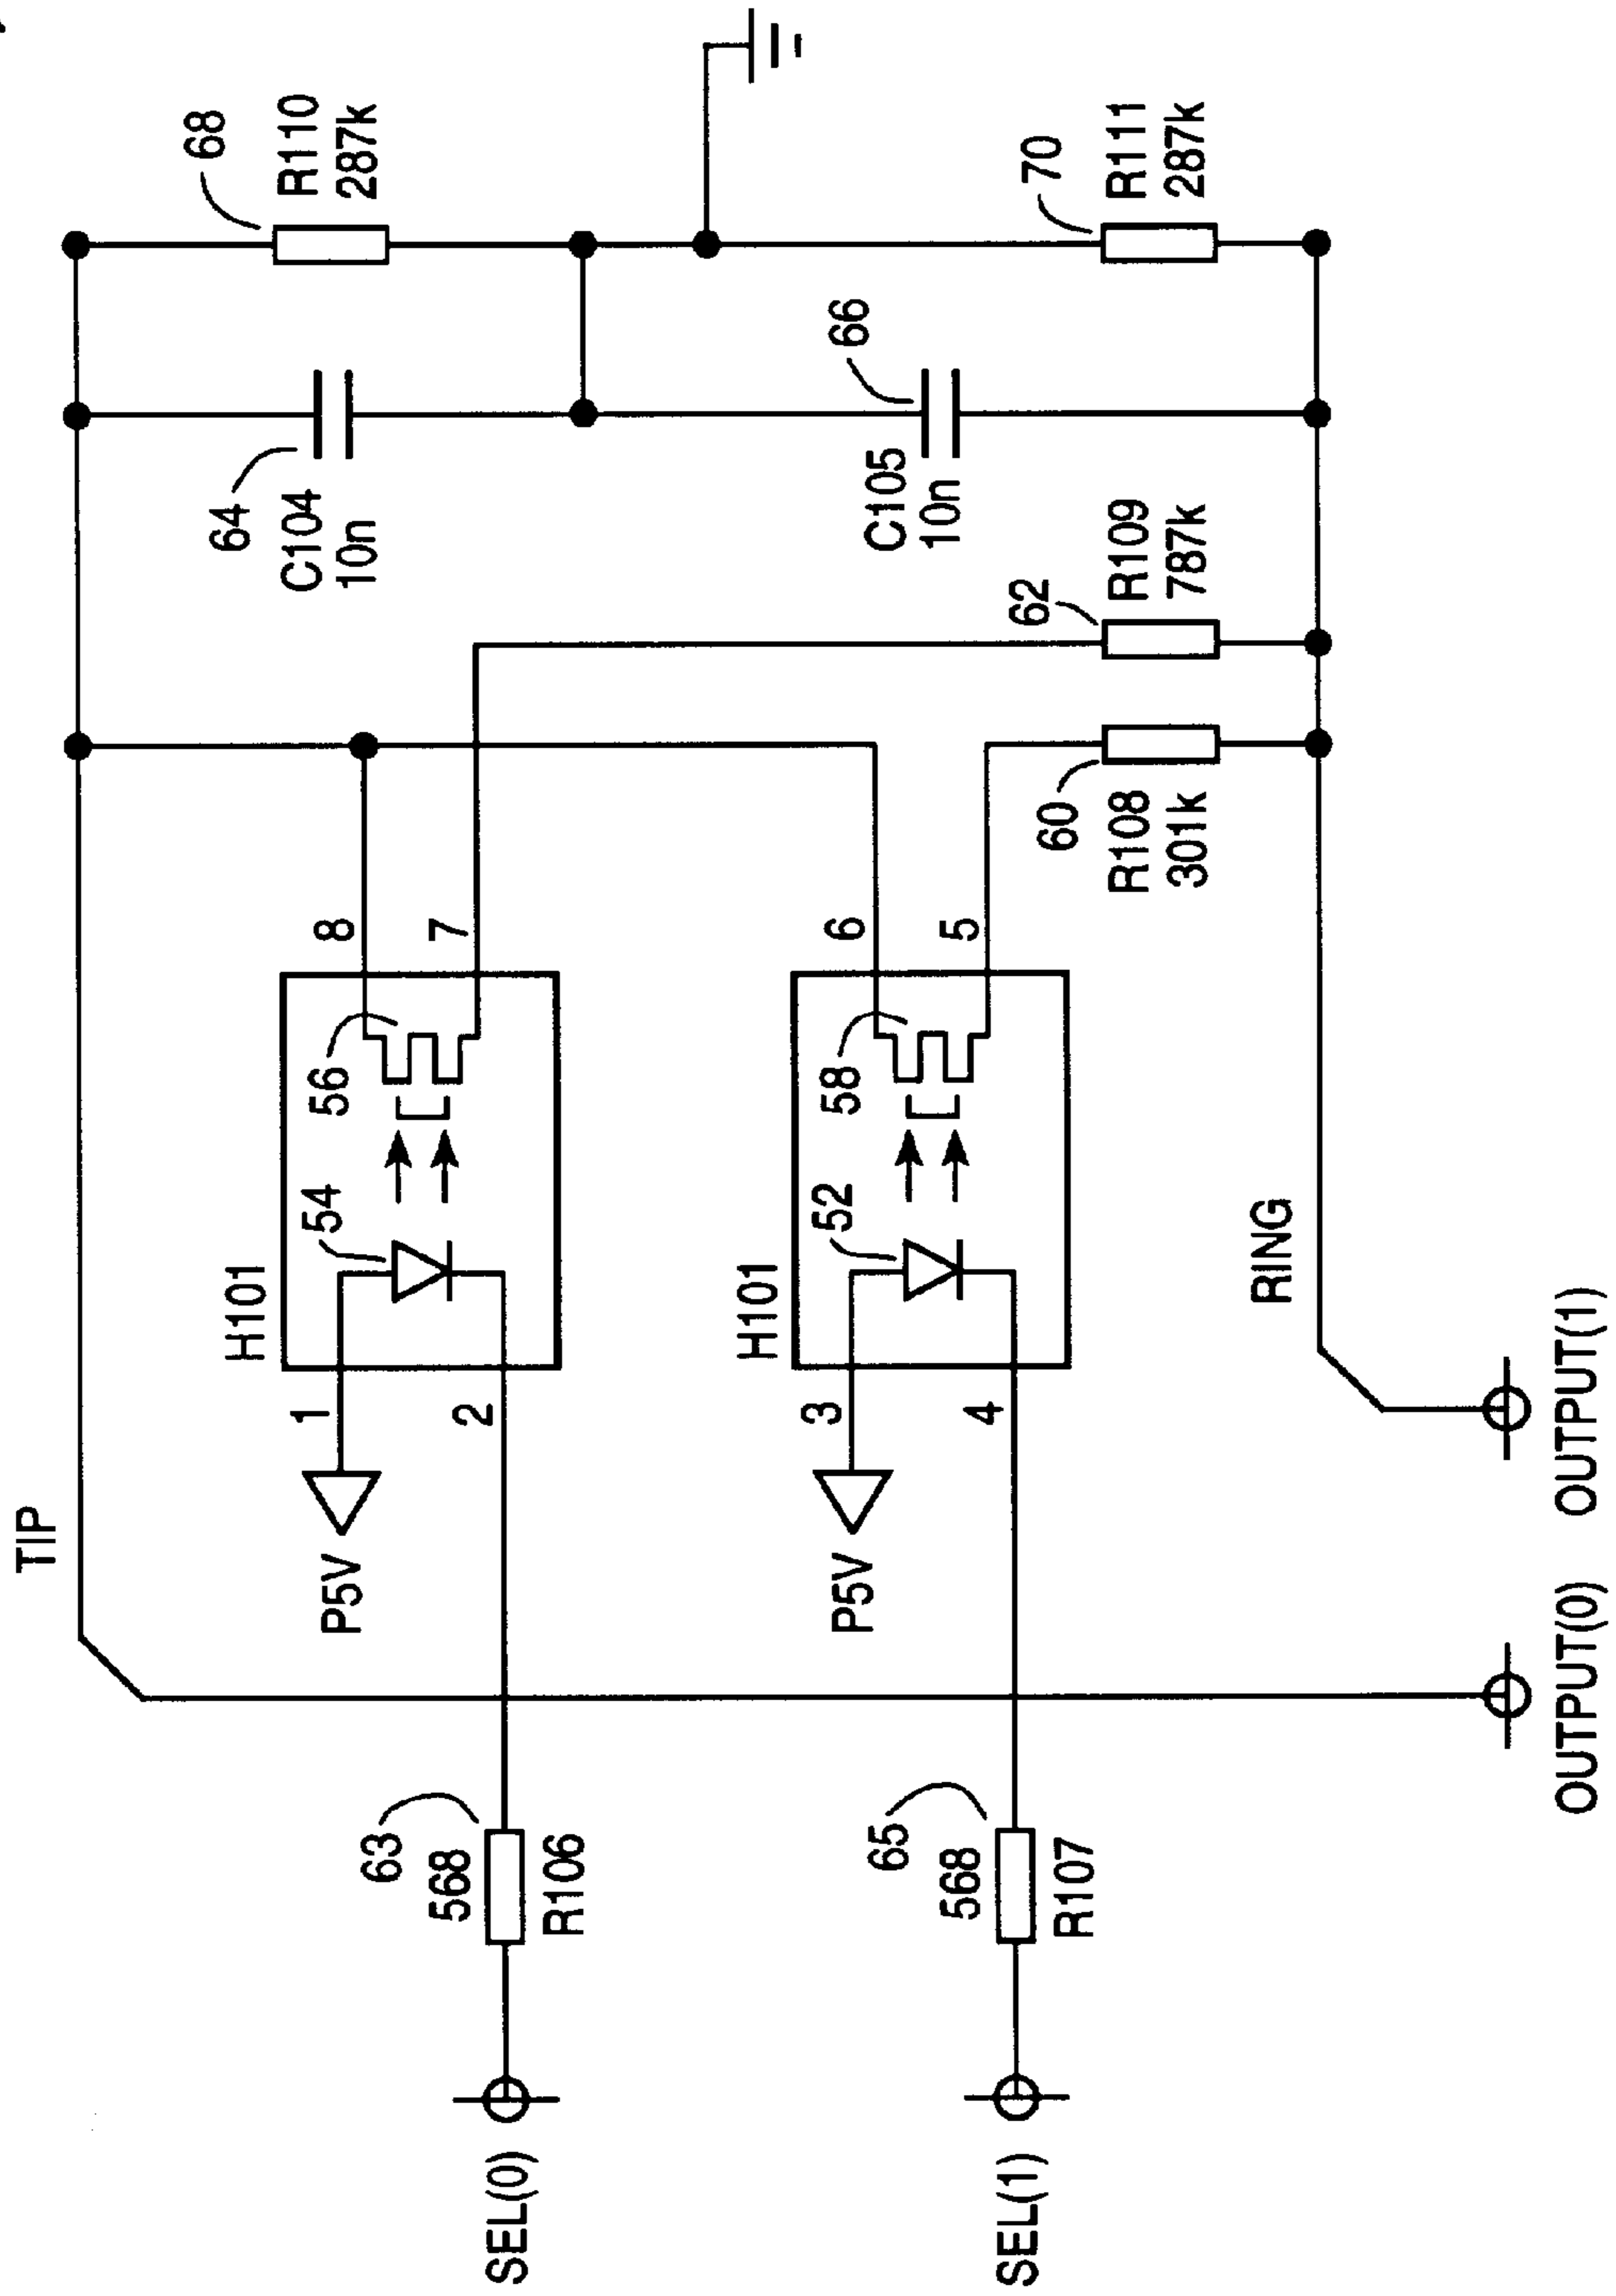 TIP
68
R110
287k
64
C104
10n
H101
54
56
1
8
P5V
2
7
63
568
R106
SEL(0)
66
C105
10n
H101
52
58
3
6
P5V
4
5
65
568
R107
SEL(1)
62
R109
787k
70
R111
287k
60
R108
301k
RING
OUTPUT(0)
OUTPUT(1)